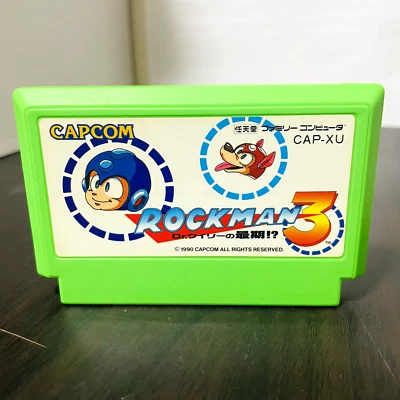 CAPCOM
任天堂 ファミリー コンピュータ
CAP-XU
ROCKMAN 3
Dr.ワイリーの最期!?
© 1990 CAPCOM ALL RIGHTS RESERVED.